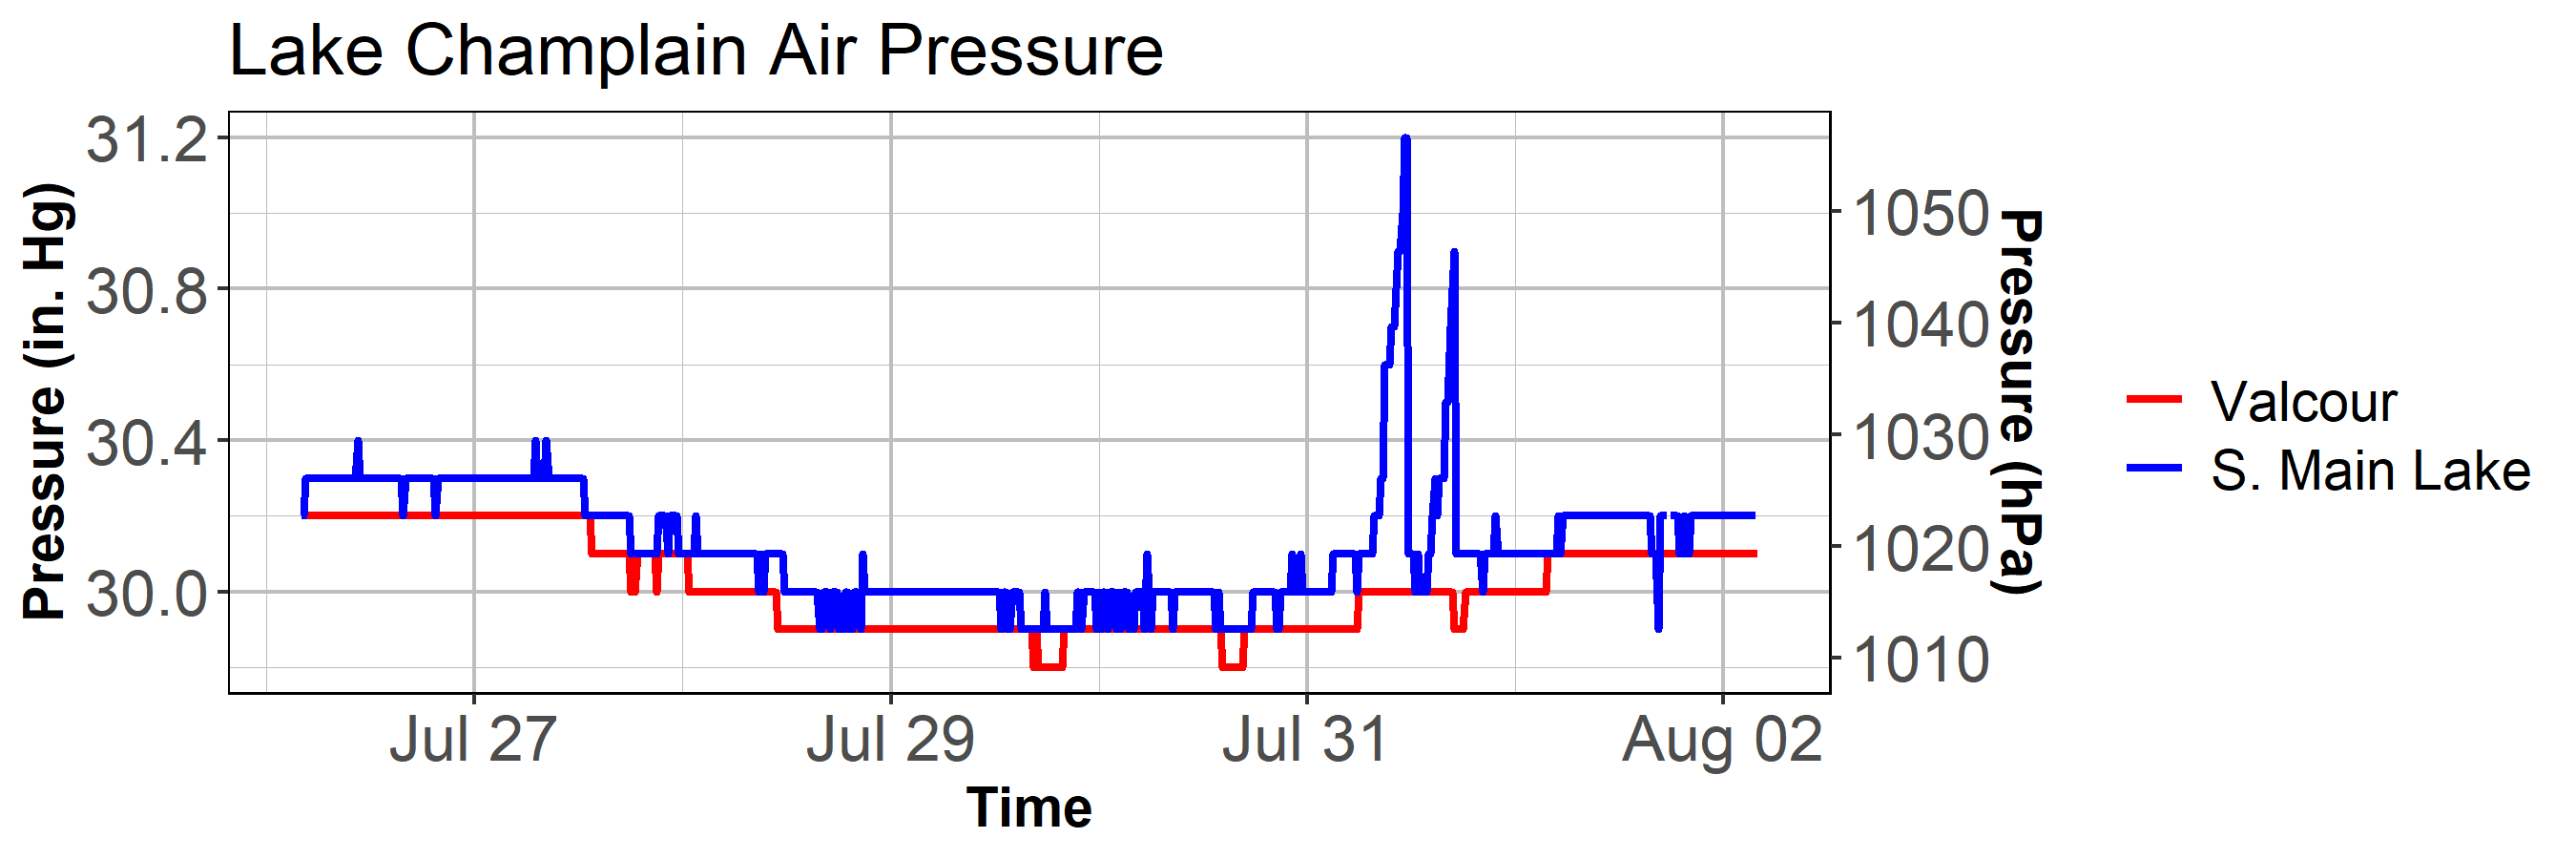 Lake Champlain Air Pressure
Pressure (in. Hg)
31.2
30.8
30.4
30.0
1050
1040
1030
1020
1010
Pressure (hPa)
Valcour
S. Main Lake
Jul 27
Jul 29
Jul 31
Aug 02
Time